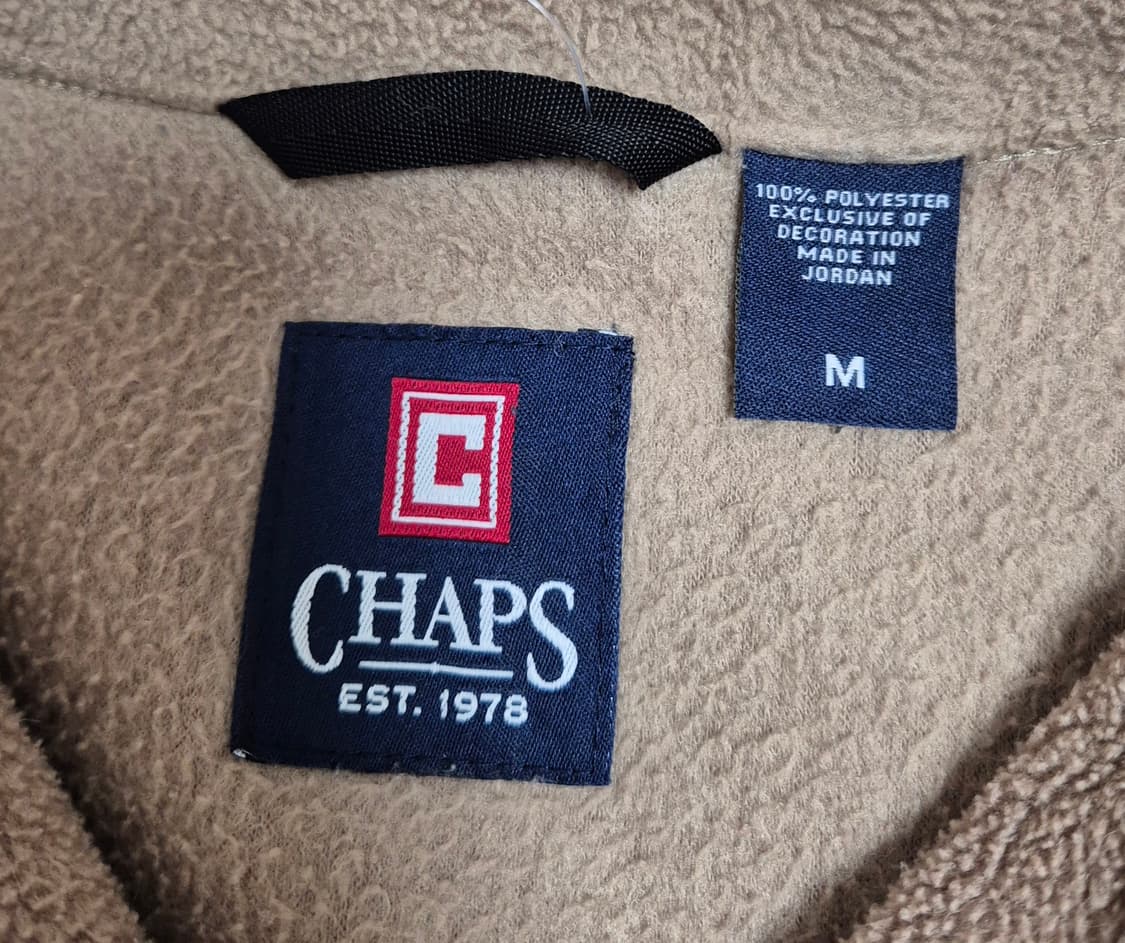 100% POLYESTER
EXCLUSIVE OF
DECORATION
MADE IN
JORDAN
M
C
CHAPS
EST. 1978